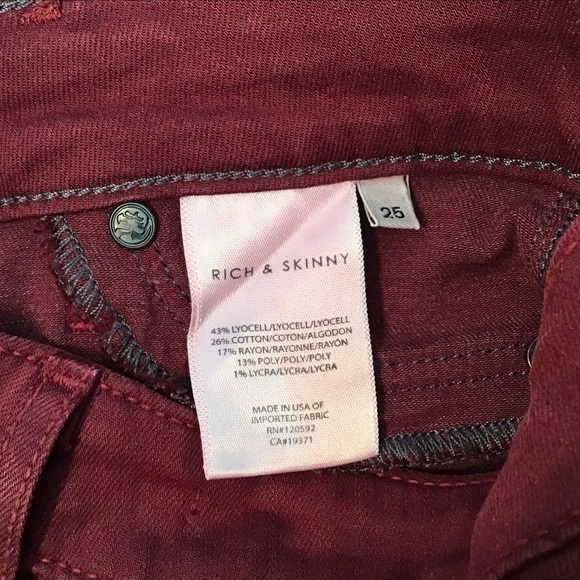 25
RICH & SKINNY
43% LYOCELL/LYOCELL/LYOCELL
26% COTTON/COTON/ALGODON
17% RAYON/RAYONNE/RAYÓN
13% POLY/POLY/POLY
1% LYCRA/LYCRA/LYCRA
MADE IN USA OF
IMPORTED FABRIC
RN#120592
CA#19371